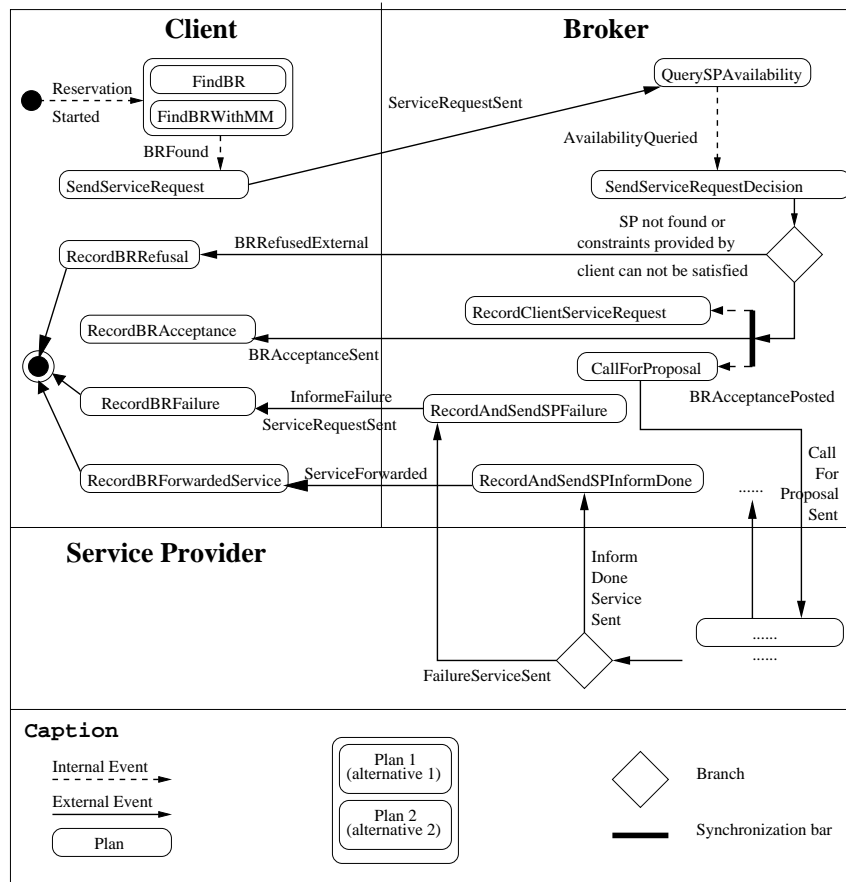 Client
Broker
Reservation
Started
FindBR
FindBRWithMM
BRFound
SendServiceRequest
ServiceRequestSent
QuerySPAvailability
AvailabilityQueried
SendServiceRequestDecision
SP not found or
constraints provided by
client can not be satisfied
BRRefusedExternal
RecordBRRefusal
RecordClientServiceRequest
RecordBRAcceptance
BRAcceptanceSent
CallForProposal
BRAcceptancePosted
RecordBRFailure
InformeFailure
ServiceRequestSent
RecordAndSendSPFailure
Call
For
Proposal
Sent
RecordBRForwardedService
ServiceForwarded
RecordAndSendSPInformDone
......
Service Provider
Inform
Done
Service
Sent
......
......
FailureServiceSent
Caption
Internal Event
External Event
Plan
Plan 1
(alternative 1)
Plan 2
(alternative 2)
Branch
Synchronization bar